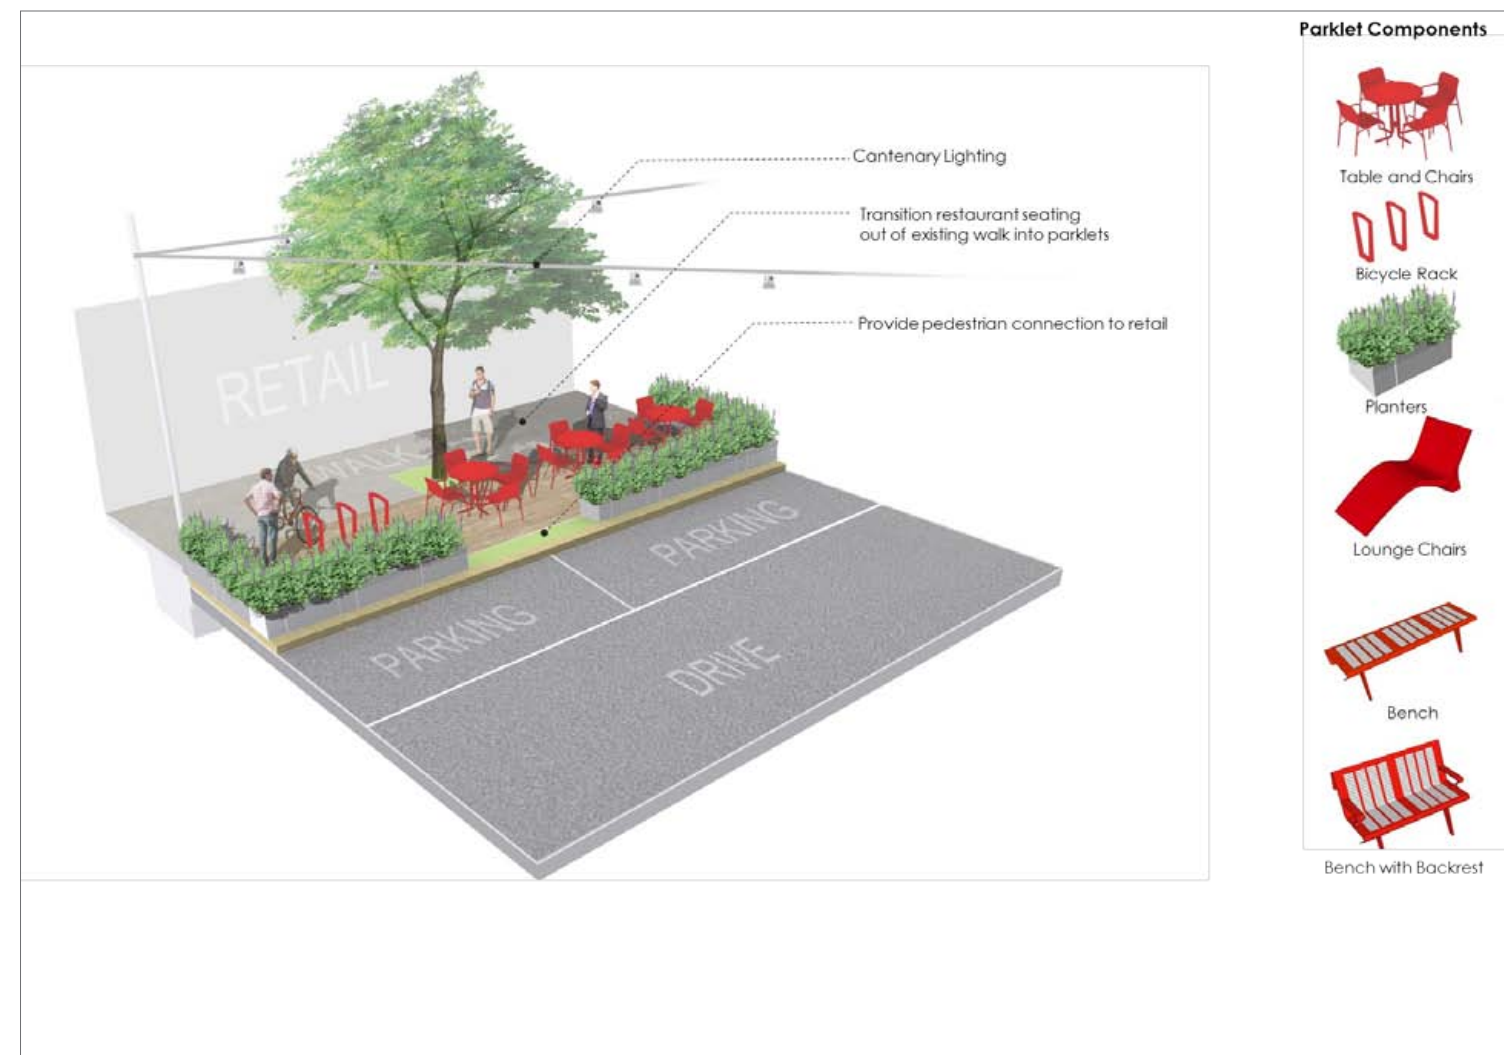 Parklet Components
Cantenary Lighting
Transition restaurant seating
out of existing walk into parklets
Provide pedestrian connection to retail
RETAIL
WALK
PARKING
PARKING
DRIVE
Table and Chairs
Bicycle Rack
Planters
Lounge Chairs
Bench
Bench with Backrest